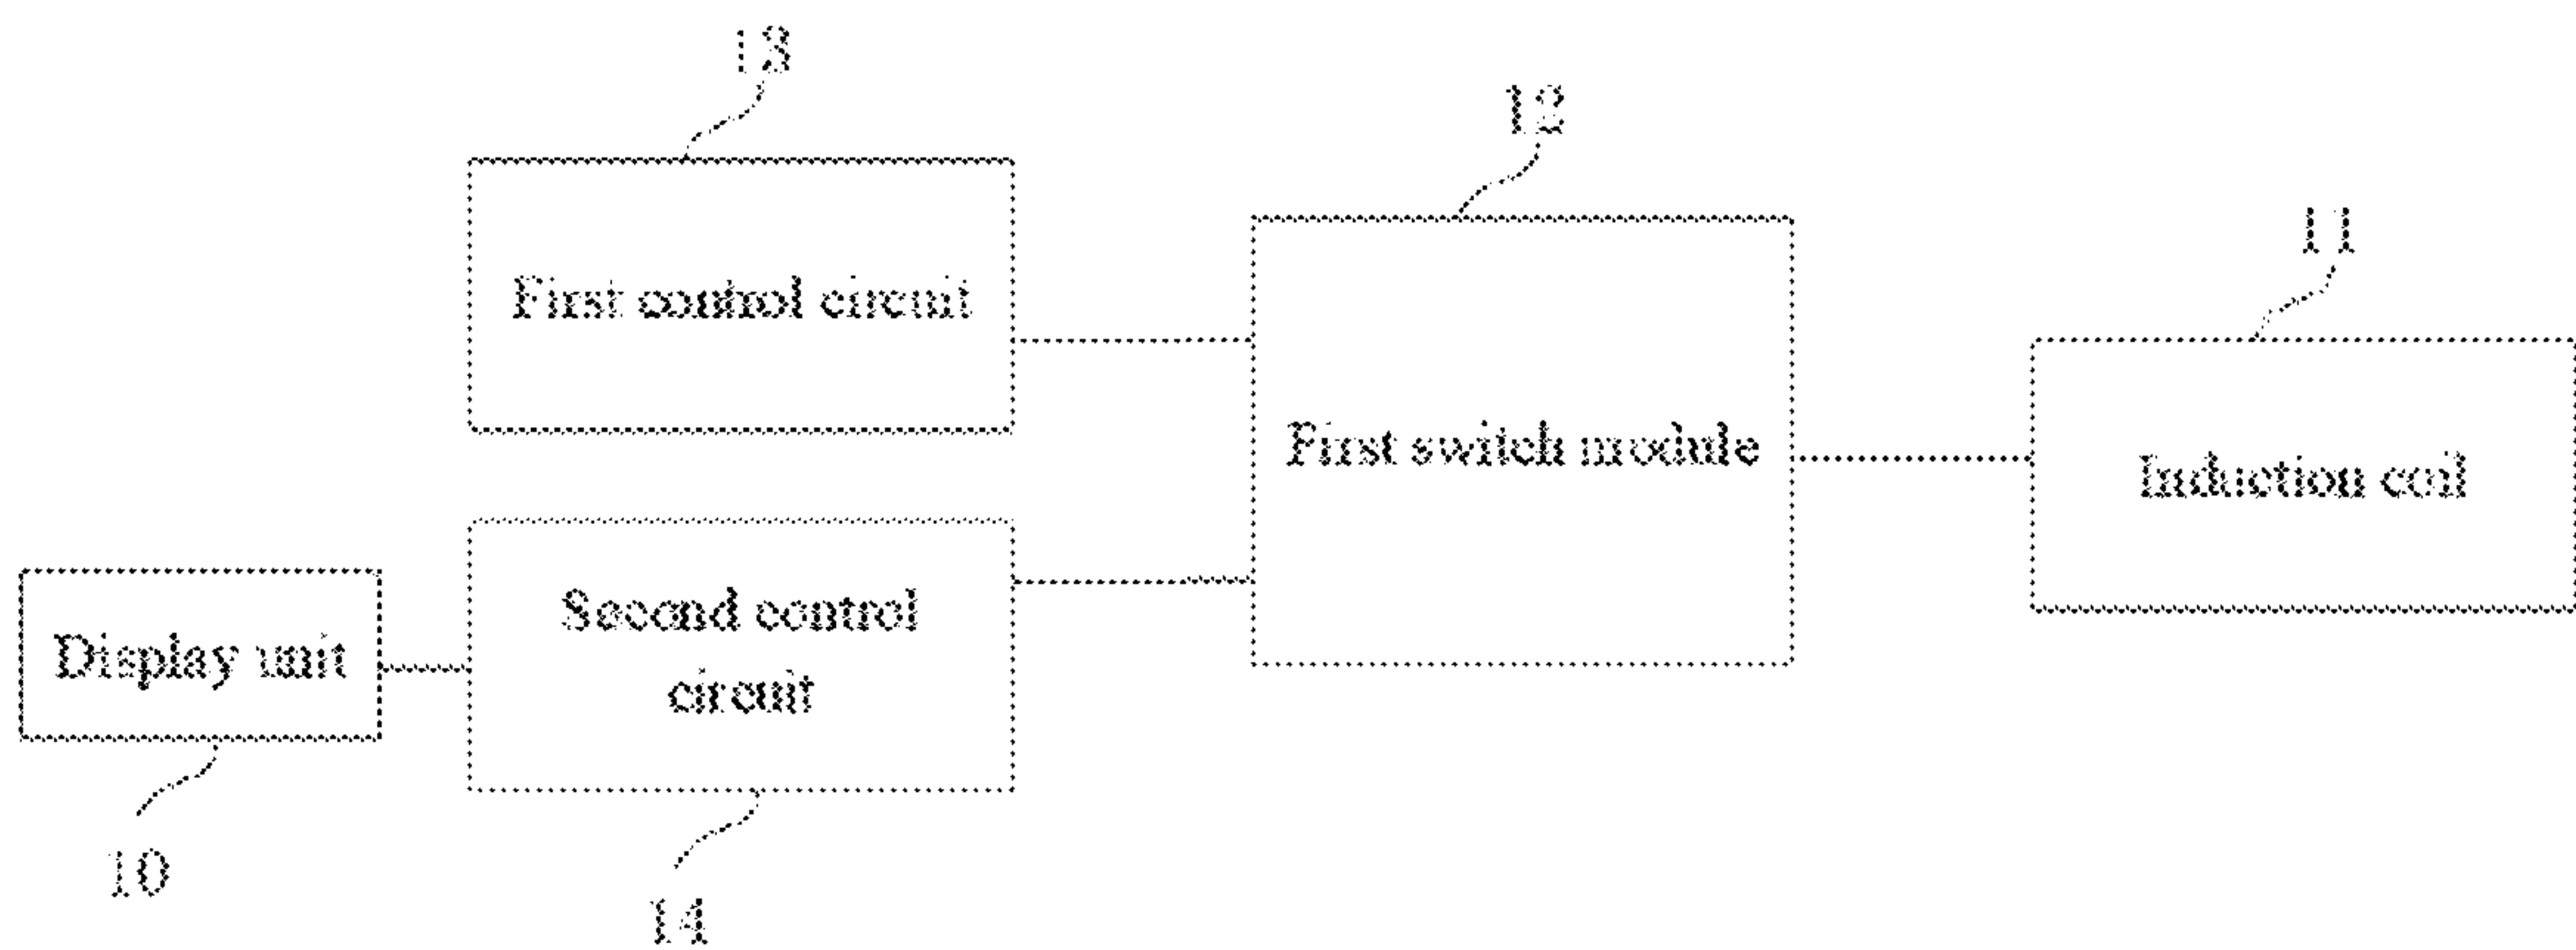 13
12
11
First control circuit
First switch module
Induction coil
Second control
circuit
Display unit
10
14